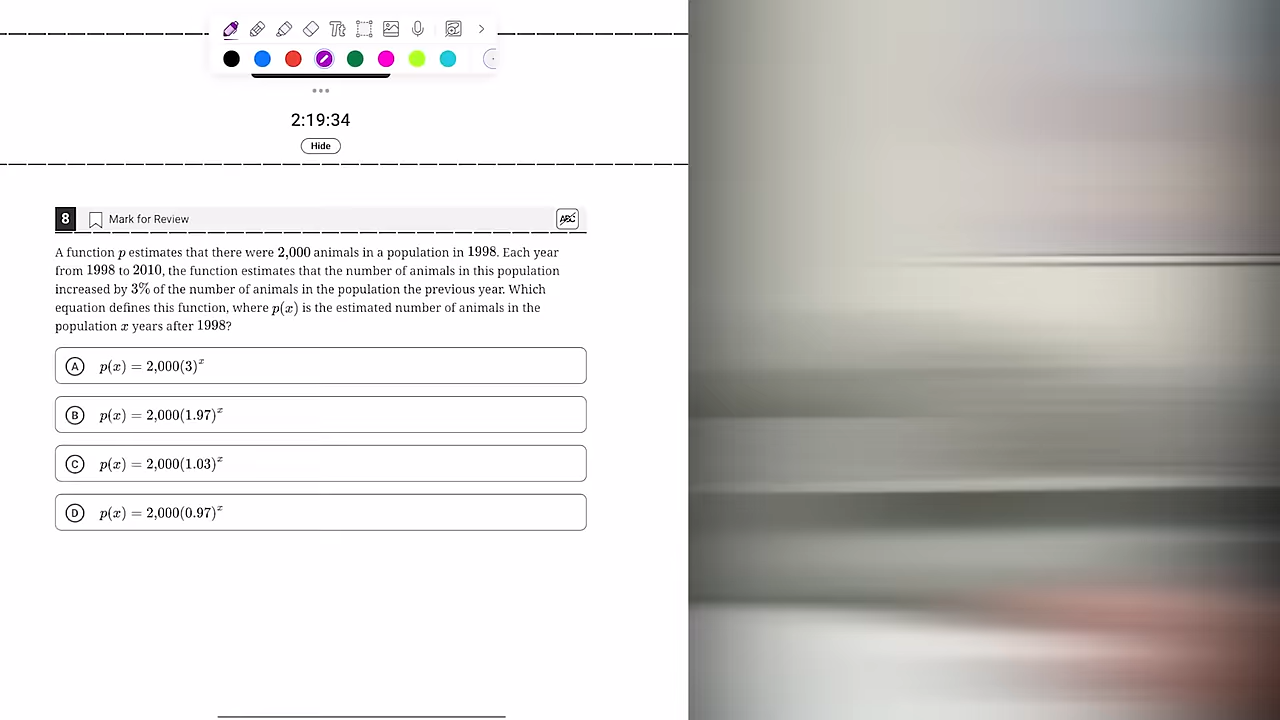 Tt
2:19:34
Hide
8 Mark for Review ABC
A function p estimates that there were 2,000 animals in a population in 1998. Each year
from 1998 to 2010, the function estimates that the number of animals in this population
increased by 3% of the number of animals in the population the previous year. Which
equation defines this function, where p(x) is the estimated number of animals in the
population x years after 1998?
A p(x) = 2,000(3)^x
B p(x) = 2,000(1.97)^x
C p(x) = 2,000(1.03)^x
D p(x) = 2,000(0.97)^x